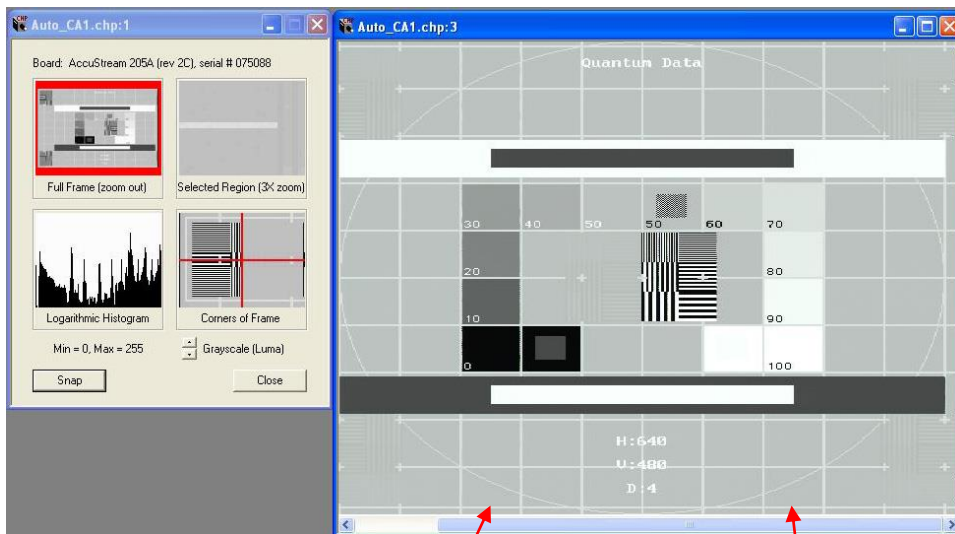 Auto_CA1.chp:1
Board: AccuStream 205A (rev 2C), serial # 075088
Full Frame (zoom out)
Selected Region (3X zoom)
Logarithmic Histogram
Corners of Frame
Min = 0, Max = 255
Grayscale (Luma)
Snap
Close
Auto_CA1.chp:3
Quantum Data
30 40 50 50 60 70
20 80
10 90
0 100
H:640
V:480
D:4